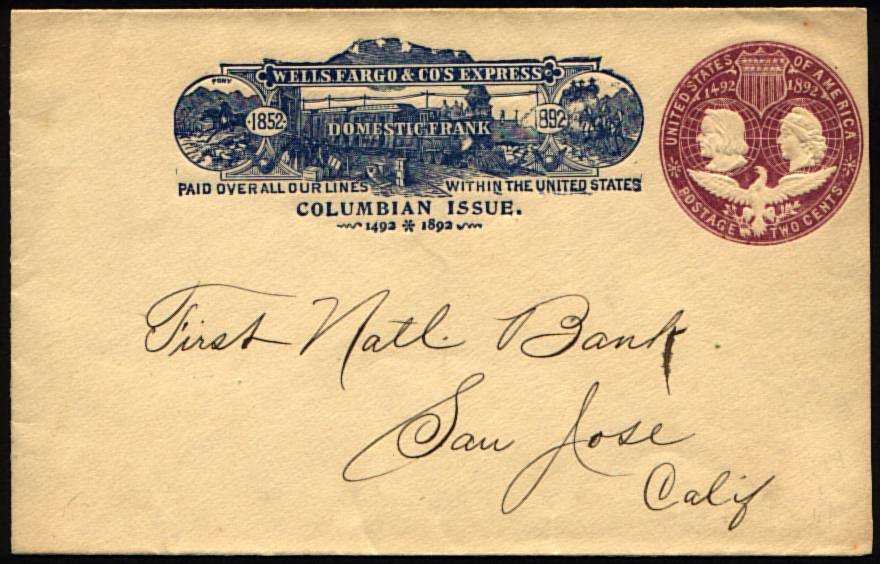 PONY
WELLS FARGO & CO'S EXPRESS
1852
DOMESTIC FRANK
1892
PAID OVER ALL OUR LINES WITHIN THE UNITED STATES
COLUMBIAN ISSUE.
1492 * 1892
UNITED STATES OF AMERICA
1492 1892
POSTAGE TWO CENTS
First Natl. Bank
San Jose
Calif